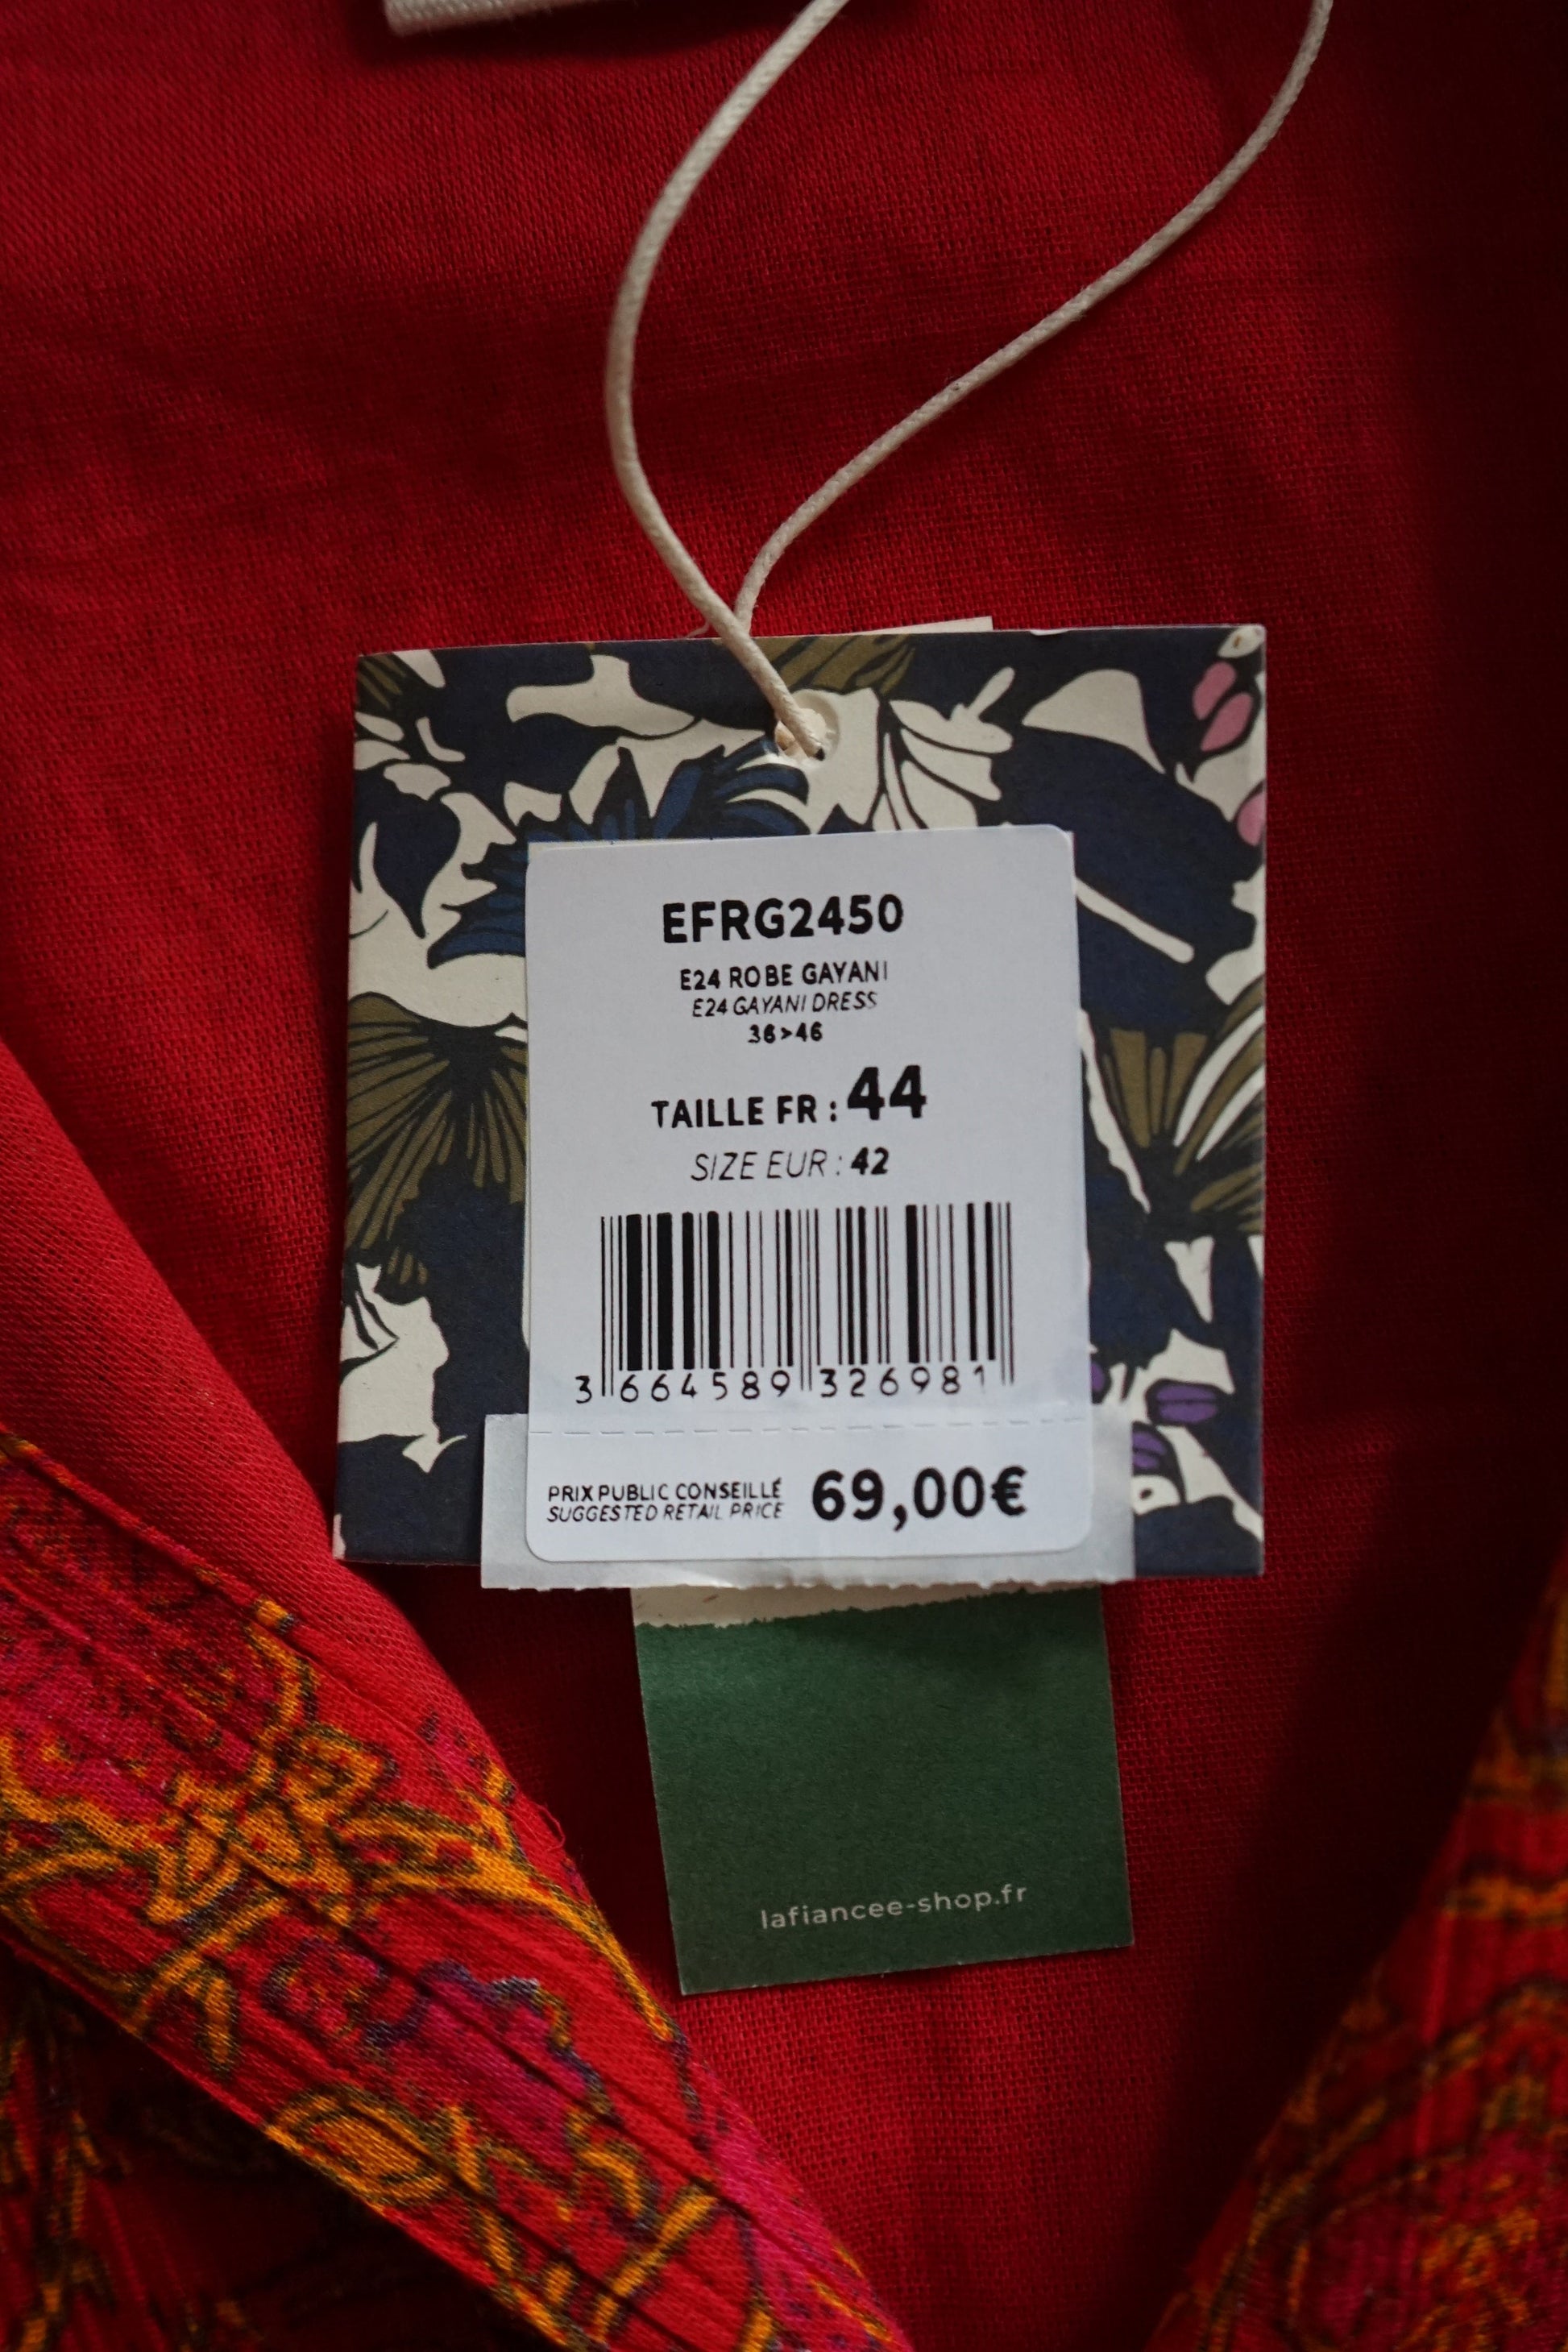 EFRG2450
E24 ROBE GAYANI
E24 GAYANI DRESS
36>46
TAILLE FR : 44
SIZE EUR : 42
3 664589 326981
PRIX PUBLIC CONSEILLÉ
SUGGESTED RETAIL PRICE
69,00€
lafiancee-shop.fr